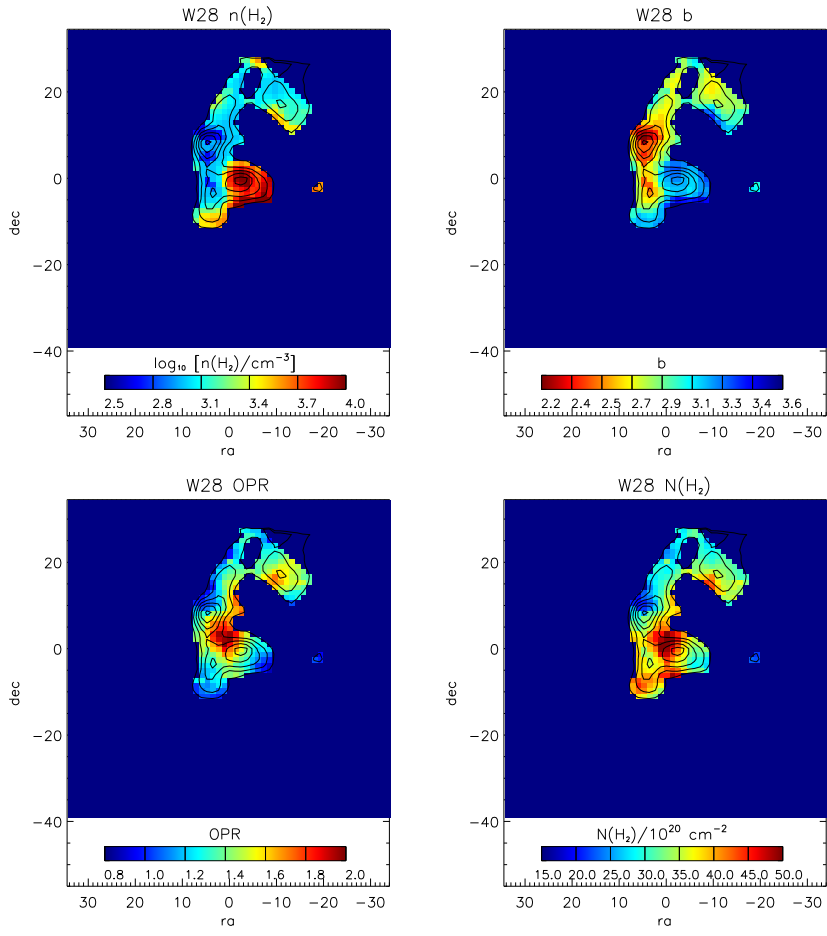 W28 n(H₂)
W28 b
20
0
−20
−40
dec
log₁₀ [n(H₂)/cm⁻³]
2.5 2.8 3.1 3.4 3.7 4.0
30 20 10 0 −10 −20 −30
ra
20
0
−20
−40
dec
b
2.2 2.4 2.5 2.7 2.9 3.1 3.3 3.4 3.6
30 20 10 0 −10 −20 −30
ra
W28 OPR
W28 N(H₂)
20
0
−20
−40
dec
OPR
0.8 1.0 1.2 1.4 1.6 1.8 2.0
30 20 10 0 −10 −20 −30
ra
20
0
−20
−40
dec
N(H₂)/10²⁰ cm⁻²
15.0 20.0 25.0 30.0 35.0 40.0 45.0 50.0
30 20 10 0 −10 −20 −30
ra